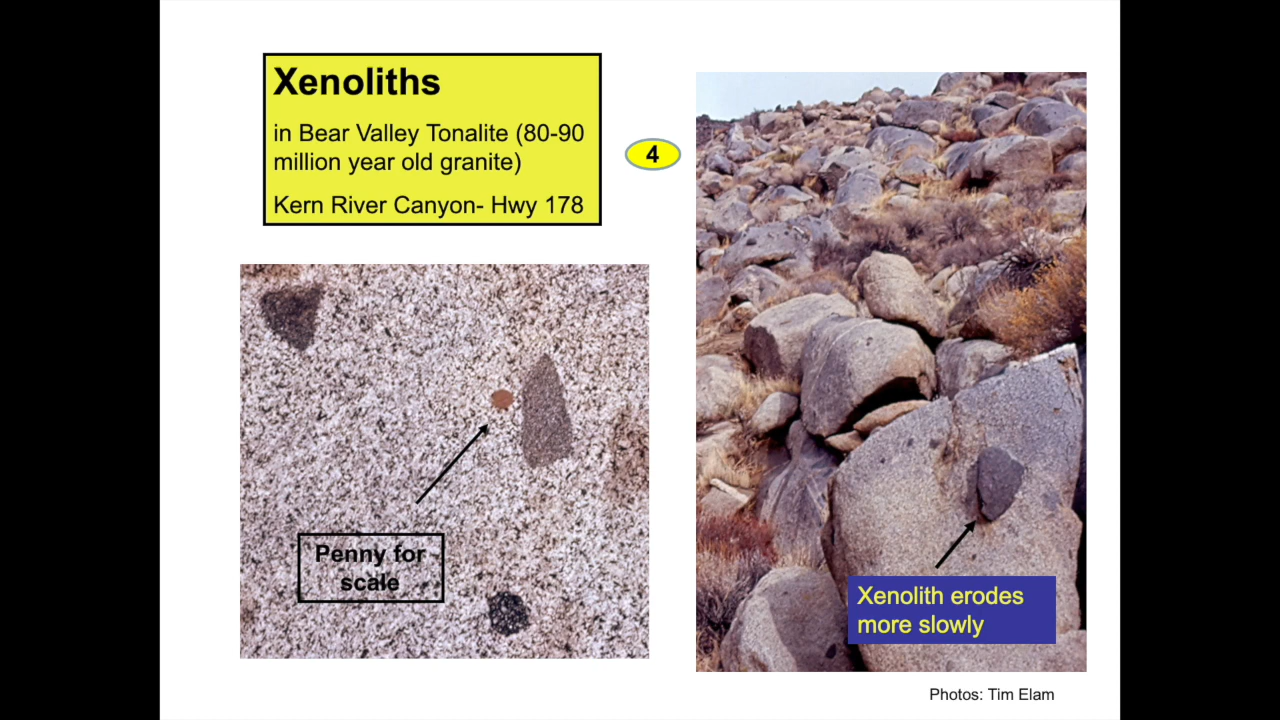 Xenoliths
in Bear Valley Tonalite (80-90
million year old granite)
Kern River Canyon- Hwy 178
4
Penny for
scale
Xenolith erodes
more slowly
Photos: Tim Elam